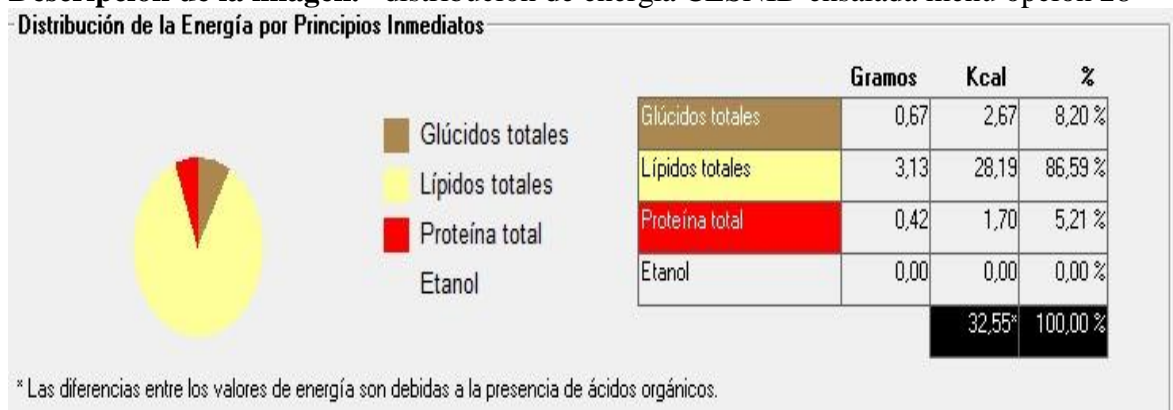 Distribución de la Energía por Principios Inmediatos
Gramos Kcal %
Glúcidos totales
Lípidos totales
Proteína total
Etanol
Glúcidos totales 0,67 2,67 8,20 %
Lípidos totales 3,13 28,19 86,59 %
Proteína total 0,42 1,70 5,21 %
Etanol 0,00 0,00 0,00 %
32,55* 100,00 %
* Las diferencias entre los valores de energía son debidas a la presencia de ácidos orgánicos.